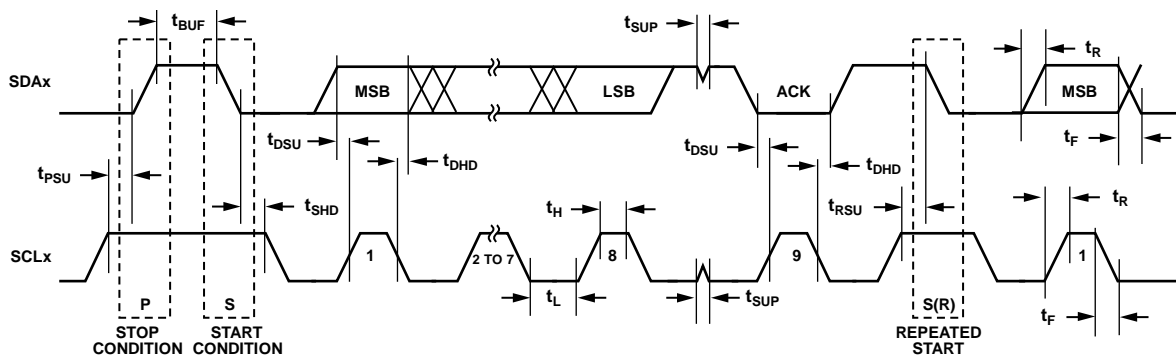 tBUF
tSUP
tR
SDAx
MSB
LSB
ACK
MSB
tDSU
tDHD
tDSU
tDHD
tF
tPSU
tSHD
tH
tRSU
tR
SCLx
1
2 TO 7
8
9
1
P
S
tL
tSUP
S(R)
tF
STOP
CONDITION
START
CONDITION
REPEATED
START